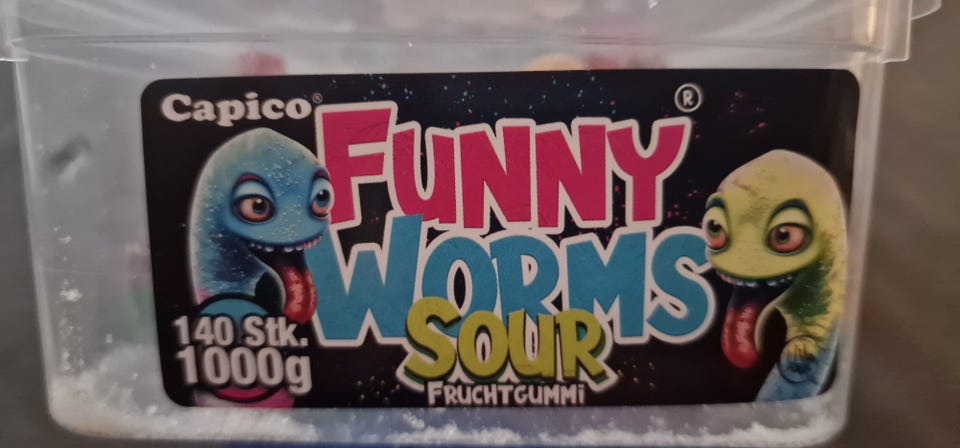 Capico®
®
FUNNY
WORMS
SOUR
FRUCHTGUMMi
140 Stk.
1000g